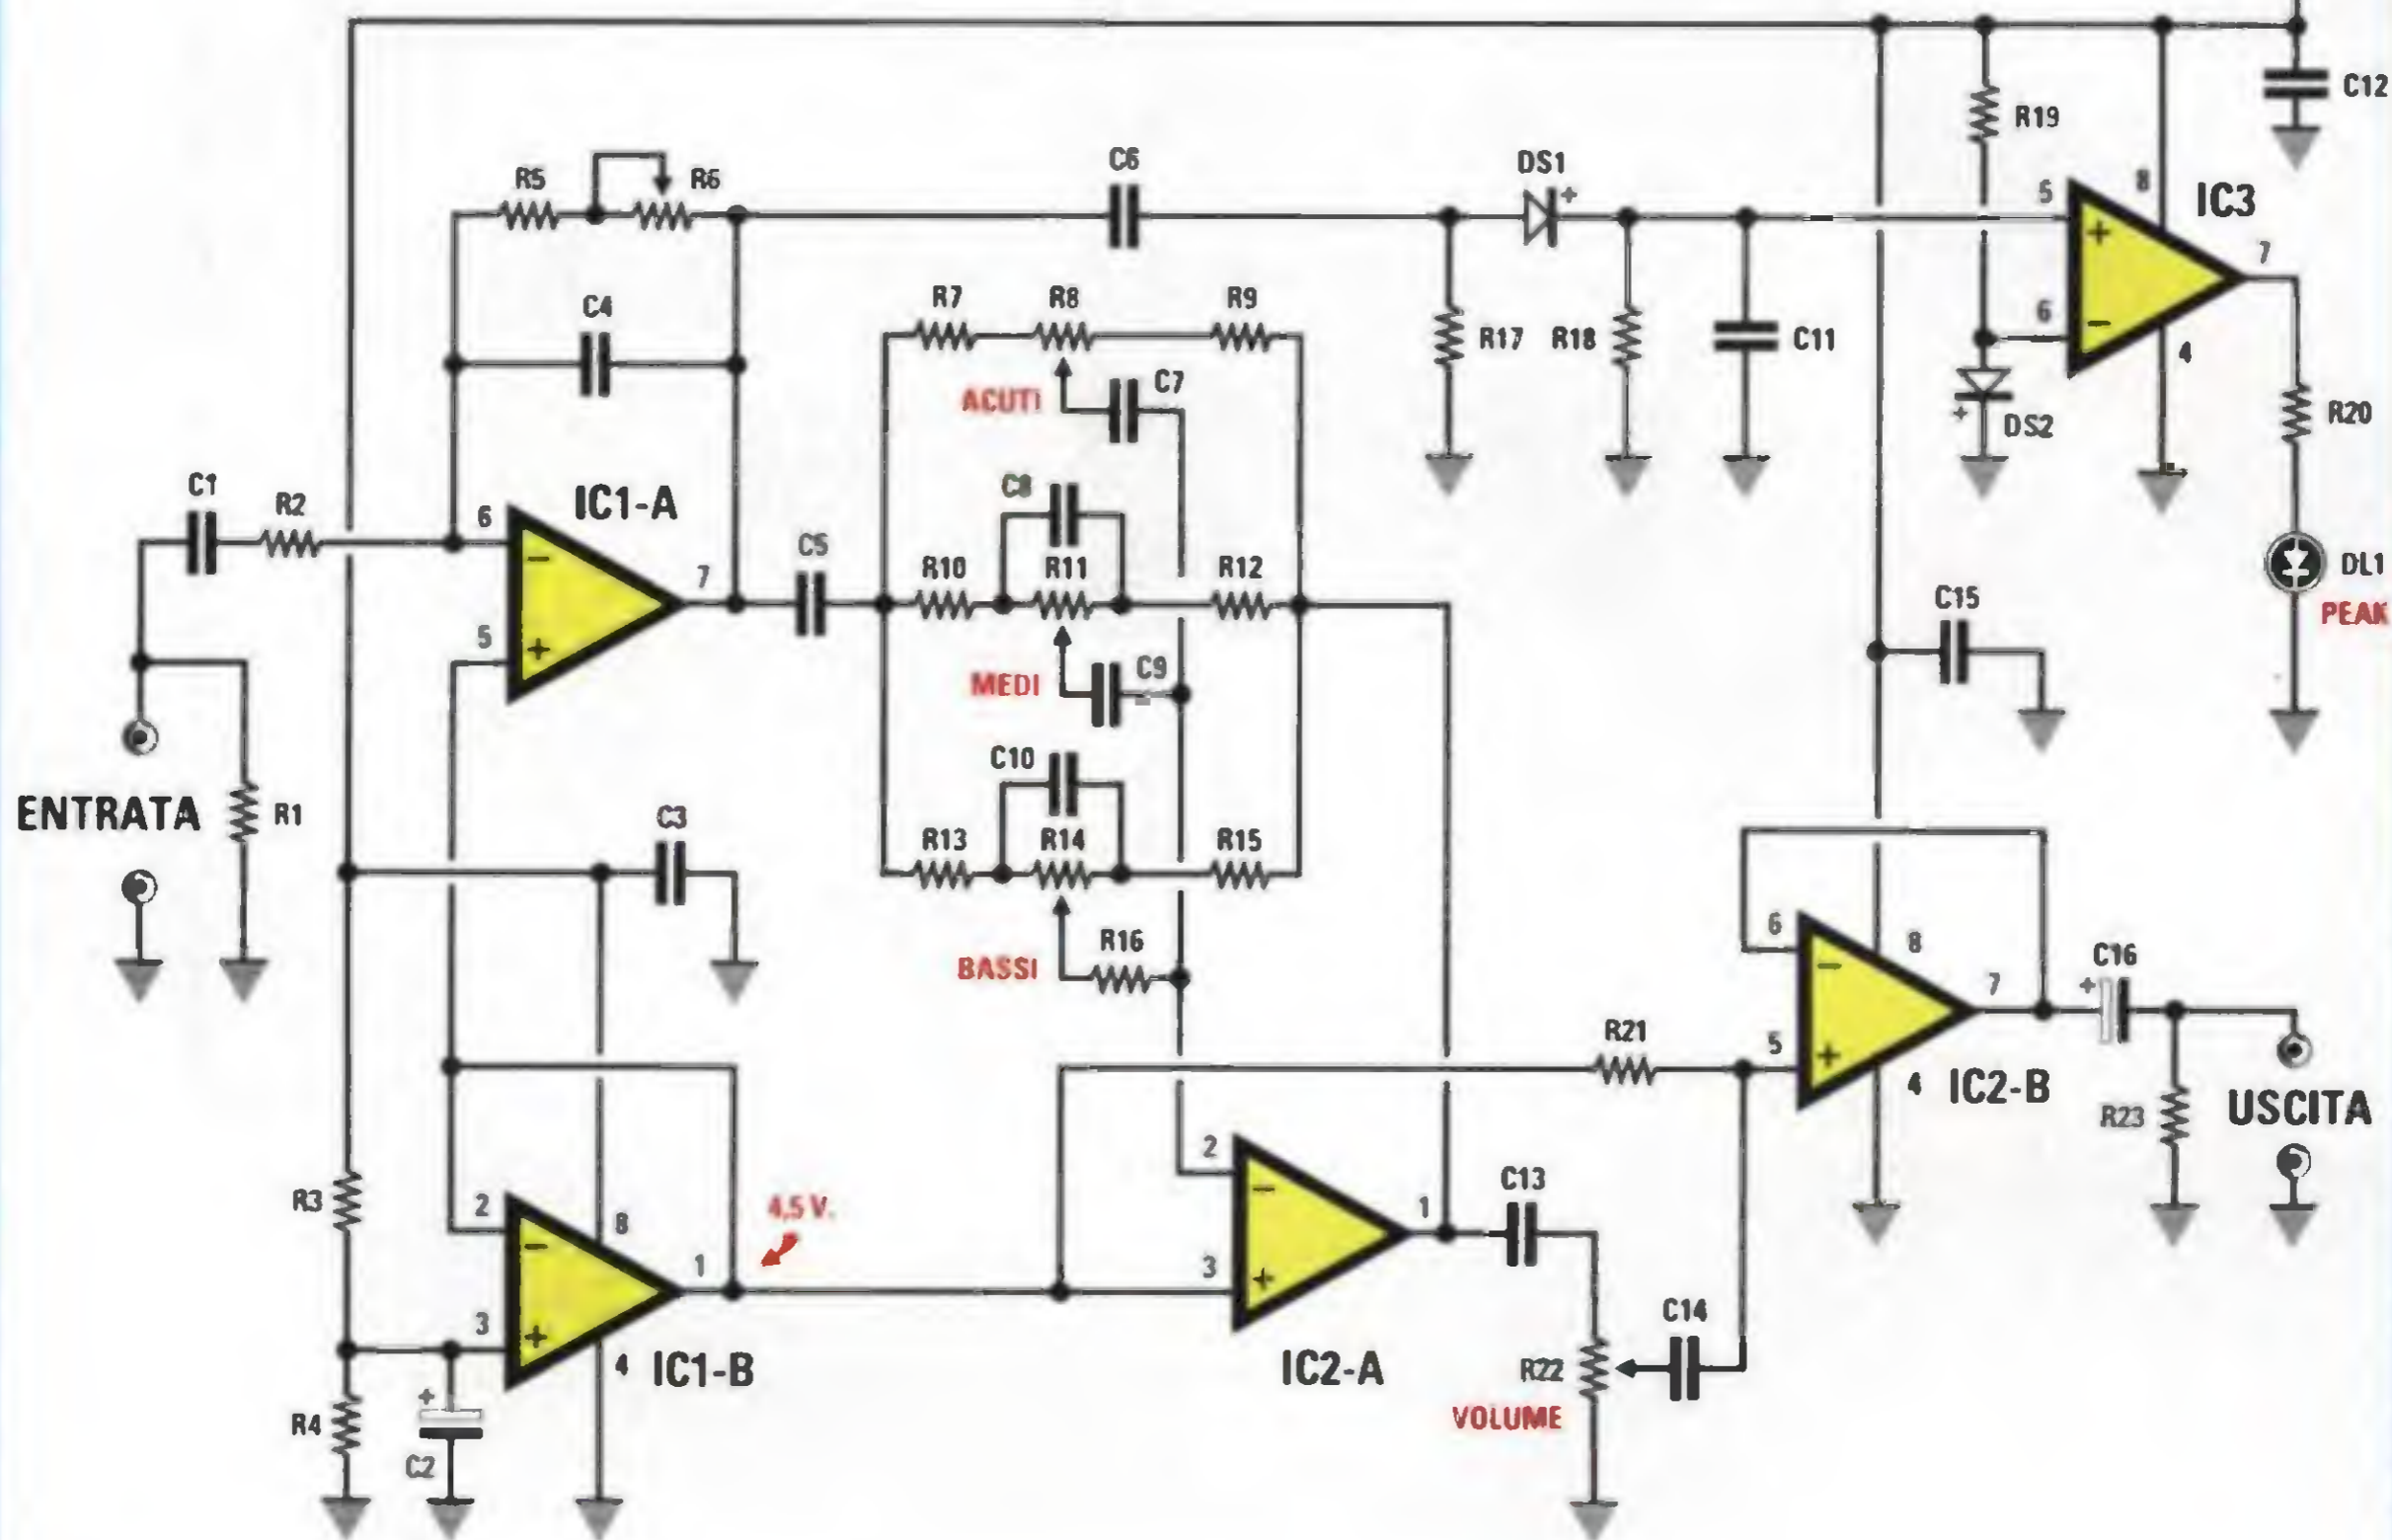 C12
R19
DS1
+
C6
R5
R6
5
8
IC3
+
7
C4
R7
R8
R9
R17
R18
C11
6
−
4
ACUTI
C7
+
DS2
R20
C1
R2
6
IC1-A
C8
−
7
C5
R10
R11
R12
DL1
PEAK
C15
5
+
MEDI
C9
C10
ENTRATA
R1
C3
R13
R14
R15
BASSI
R16
6
−
8
7
+
C16
R21
5
+
4
IC2-B
R23
USCITA
2
−
1
C13
R3
4,5 V.
2
−
8
1
3
+
C14
3
+
4
IC1-B
IC2-A
R22
VOLUME
+
R4
C2